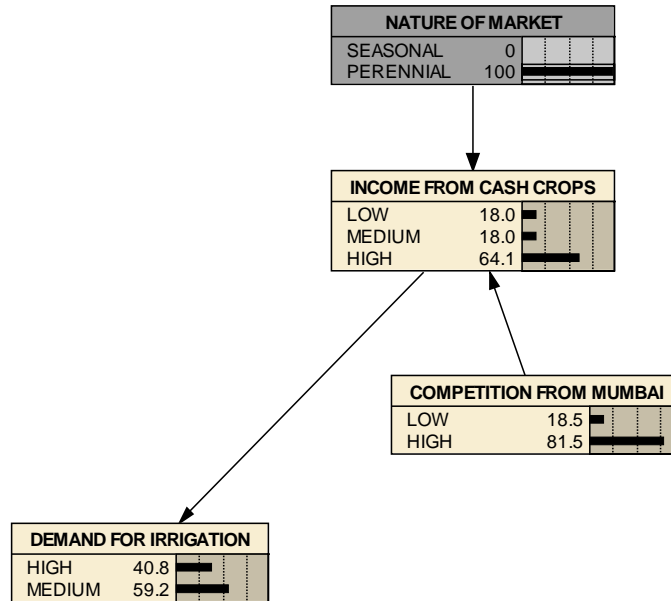 NATURE OF MARKET
SEASONAL 0
PERENNIAL 100
INCOME FROM CASH CROPS
LOW 18.0
MEDIUM 18.0
HIGH 64.1
COMPETITION FROM MUMBAI
LOW 18.5
HIGH 81.5
DEMAND FOR IRRIGATION
HIGH 40.8
MEDIUM 59.2